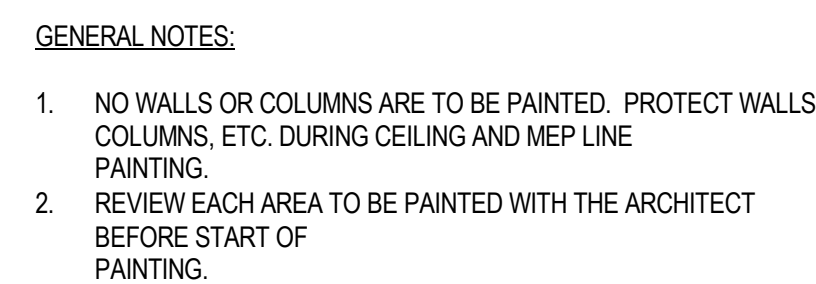 GENERAL NOTES:
1. NO WALLS OR COLUMNS ARE TO BE PAINTED. PROTECT WALLS
COLUMNS, ETC. DURING CEILING AND MEP LINE
PAINTING.
2. REVIEW EACH AREA TO BE PAINTED WITH THE ARCHITECT
BEFORE START OF
PAINTING.